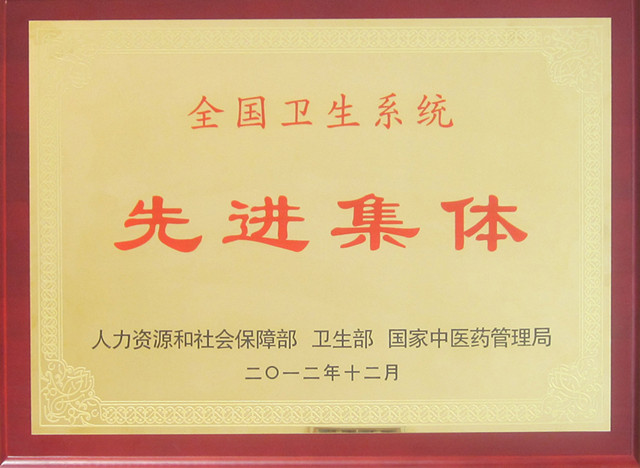 全国卫生系统
先进集体
人力资源和社会保障部 卫生部 国家中医药管理局
二〇一二年十二月